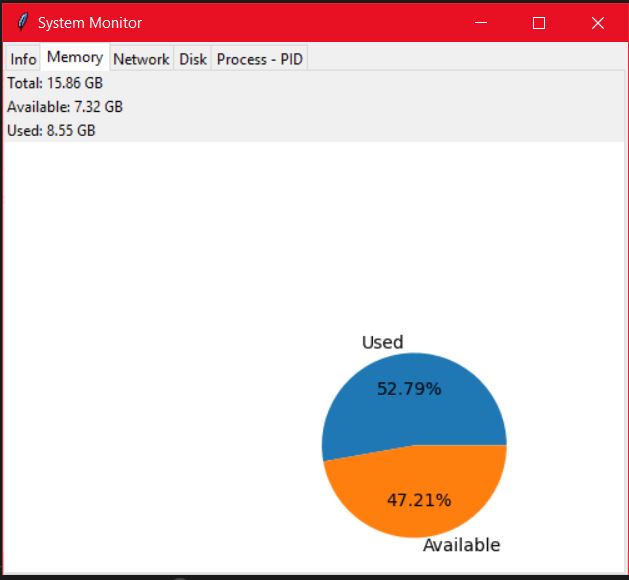 System Monitor
Info Memory Network Disk Process - PID
Total: 15.86 GB
Available: 7.32 GB
Used: 8.55 GB
Used
52.79%
47.21%
Available